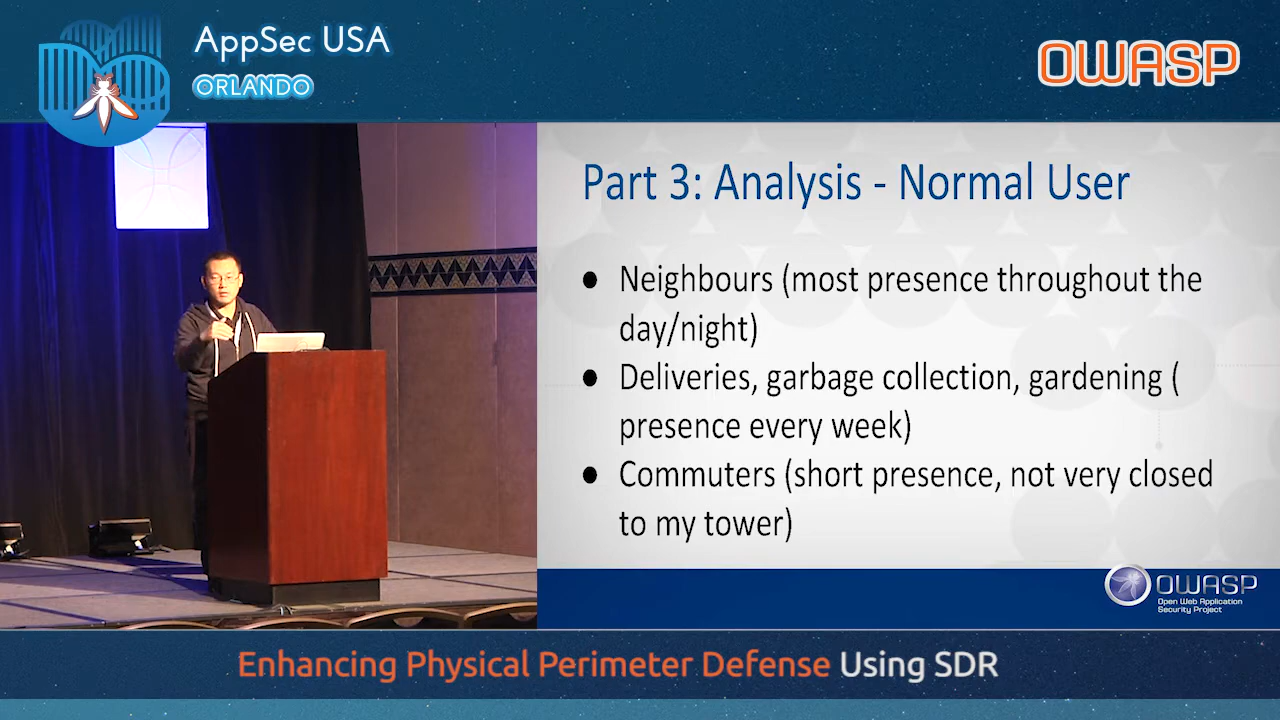 AppSec USA
ORLANDO
OWASP
Part 3: Analysis - Normal User
● Neighbours (most presence throughout the
day/night)
● Deliveries, garbage collection, gardening (
presence every week)
● Commuters (short presence, not very closed
to my tower)
OWASP
Open Web Application
Security Project
Enhancing Physical Perimeter Defense Using SDR